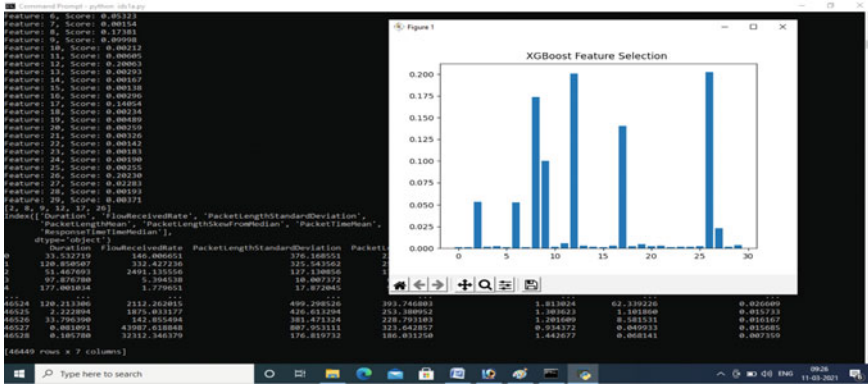 Command Prompt - python ids1a.py
Feature: 6, Score: 0.05323
Feature: 7, Score: 0.00154
Feature: 8, Score: 0.17381
Feature: 9, Score: 0.09998
Feature: 10, Score: 0.00212
Feature: 11, Score: 0.00605
Feature: 12, Score: 0.20063
Feature: 13, Score: 0.00293
Feature: 14, Score: 0.00167
Feature: 15, Score: 0.00138
Feature: 16, Score: 0.00296
Feature: 17, Score: 0.14054
Feature: 18, Score: 0.00234
Feature: 19, Score: 0.00489
Feature: 20, Score: 0.00259
Feature: 21, Score: 0.00326
Feature: 22, Score: 0.00142
Feature: 23, Score: 0.00183
Feature: 24, Score: 0.00190
Feature: 25, Score: 0.00255
Feature: 26, Score: 0.20230
Feature: 27, Score: 0.02283
Feature: 28, Score: 0.00193
Feature: 29, Score: 0.00371
[2, 8, 9, 12, 17, 26]
Index(['Duration', 'FlowReceivedRate', 'PacketLengthStandardDeviation',
'PacketLengthMean', 'PacketLengthSkewFromMedian', 'PacketTimeMean',
'ResponseTimeTimeMedian'],
dtype='object')
Duration FlowReceivedRate PacketLengthStandardDeviation
0 33.532719 146.006651 376.168551
1 120.850507 332.427236 325.543562
2 51.467693 2491.135556 127.130856
3 97.876780 5.394538 10.007372
4 177.001034 1.779651 17.872045
... ... ... ... ... ... ... ...
46524 120.213306 2112.262015 499.298526 393.746803 1.813024 62.339226 0.026609
46525 2.222894 1875.033177 426.613294 253.380952 1.303623 1.101860 0.015733
46526 33.796390 142.855494 381.471324 228.793103 1.201609 8.581531 0.016167
46527 0.081091 43987.618848 807.953111 323.642857 0.934372 0.049933 0.015685
46528 0.105780 32312.346379 176.819732 186.031250 1.442677 0.068141 0.007359
[46449 rows x 7 columns]
Figure 1
XGBoost Feature Selection
0.200
0.175
0.150
0.125
0.100
0.075
0.050
0.025
0.000
0 5 10 15 20 25 30
Type here to search
ENG
09:26
11-03-2021